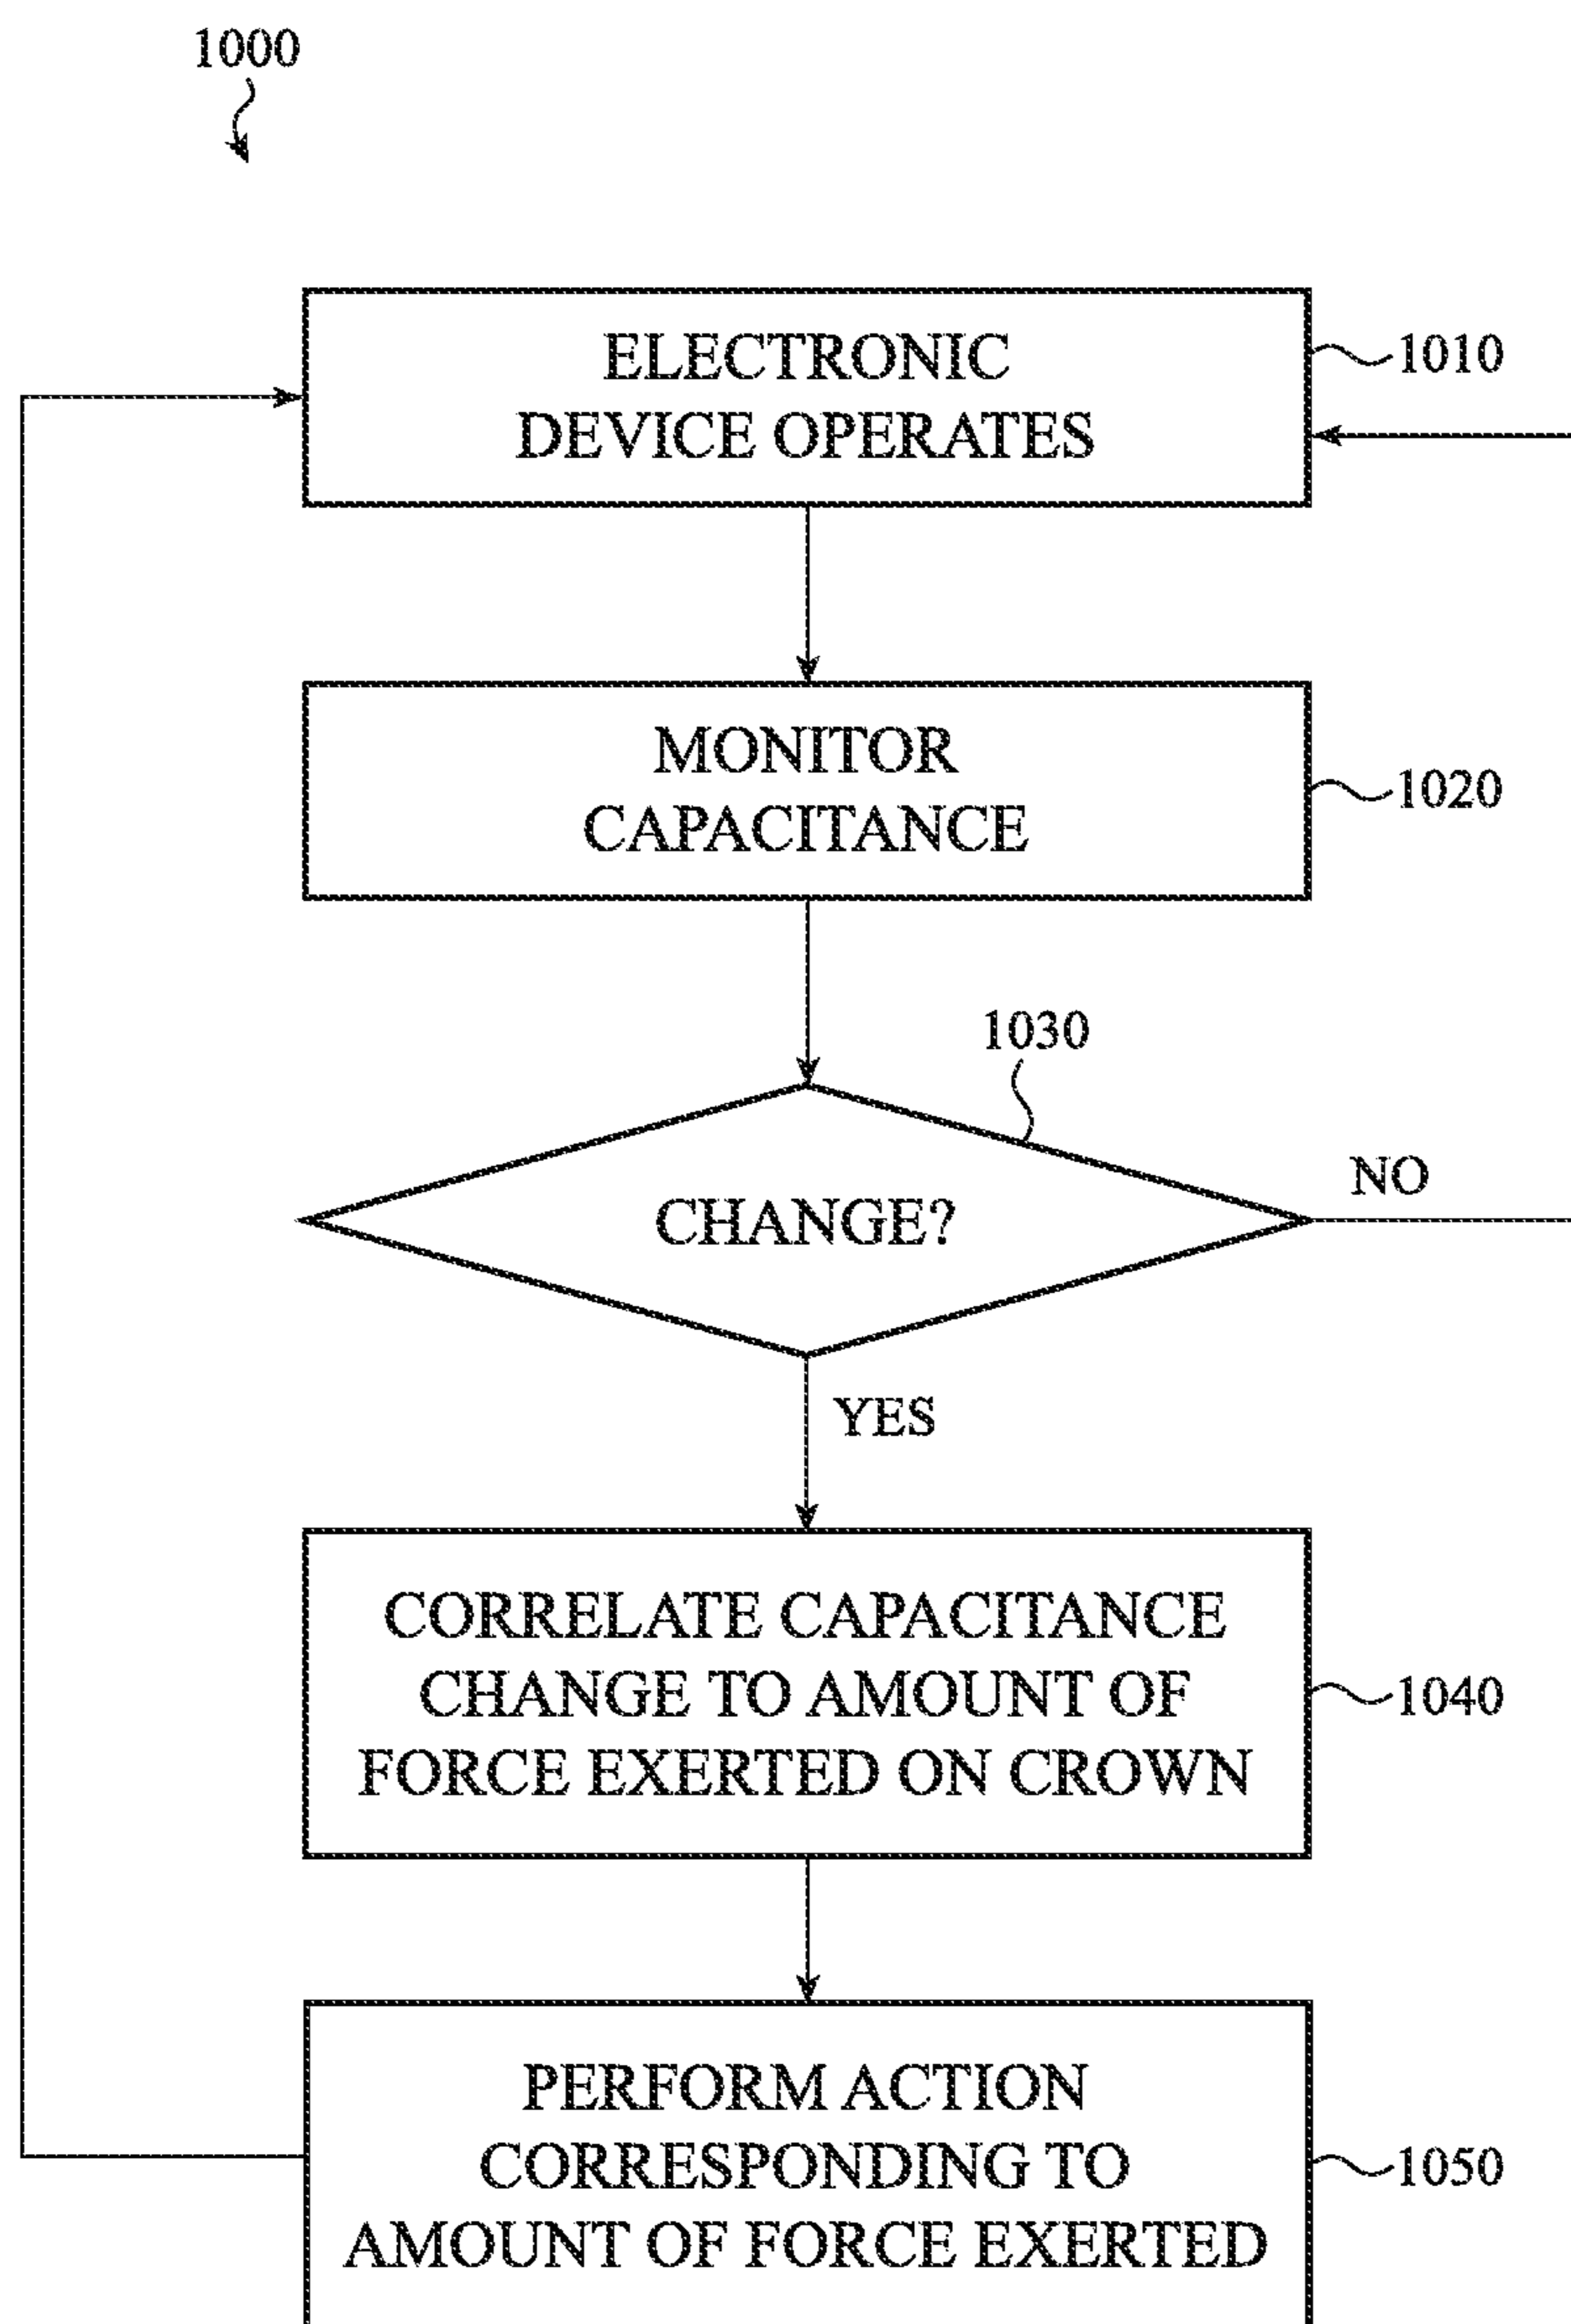 1000
ELECTRONIC
DEVICE OPERATES
1010
MONITOR
CAPACITANCE
1020
1030
CHANGE?
NO
YES
CORRELATE CAPACITANCE
CHANGE TO AMOUNT OF
FORCE EXERTED ON CROWN
1040
PERFORM ACTION
CORRESPONDING TO
AMOUNT OF FORCE EXERTED
1050